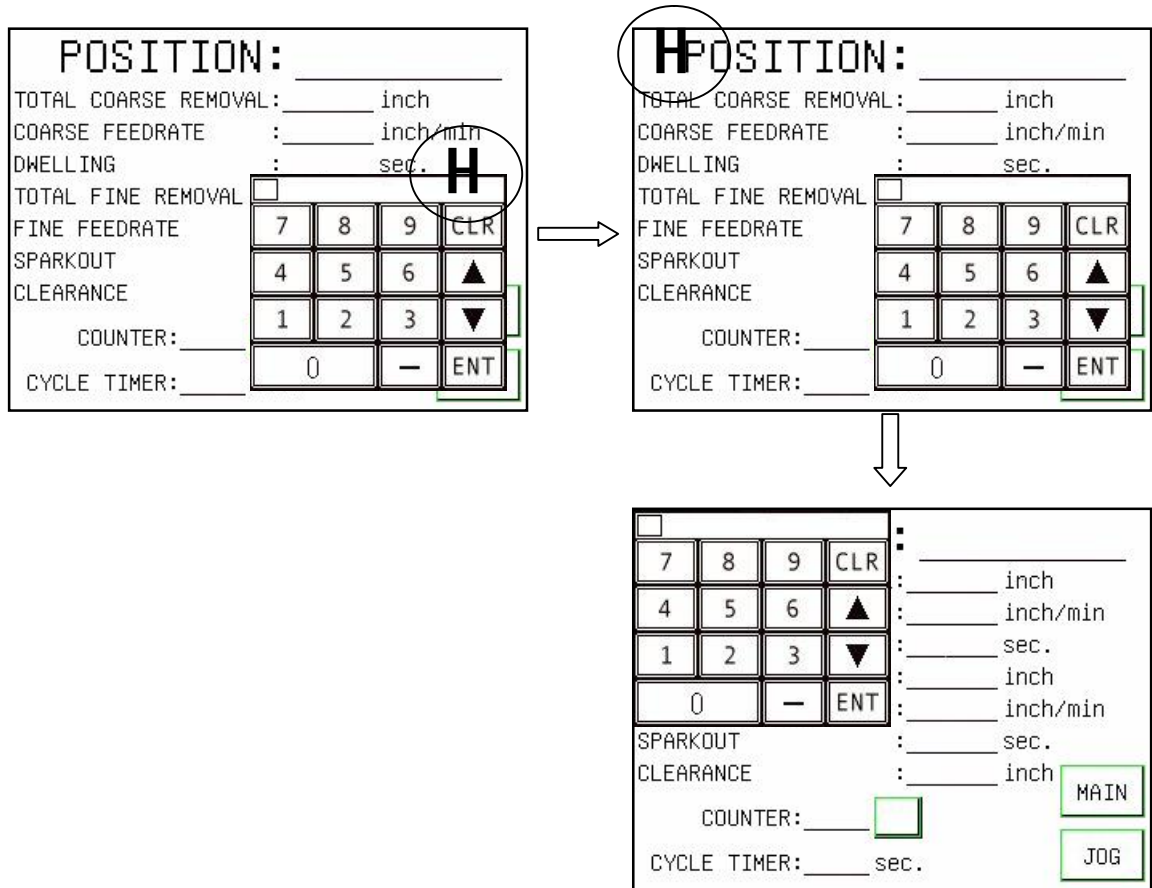 POSITION:
TOTAL COARSE REMOVAL: inch
COARSE FEEDRATE : inch/min
DWELLING : sec.
H
TOTAL FINE REMOVAL
FINE FEEDRATE
SPARKOUT
CLEARANCE
COUNTER:
CYCLE TIMER:
7 8 9 CLR
4 5 6 ▲
1 2 3 ▼
0 — ENT
H
POSITION:
TOTAL COARSE REMOVAL: inch
COARSE FEEDRATE : inch/min
DWELLING : sec.
TOTAL FINE REMOVAL
FINE FEEDRATE
SPARKOUT
CLEARANCE
COUNTER:
CYCLE TIMER:
7 8 9 CLR
4 5 6 ▲
1 2 3 ▼
0 — ENT
7 8 9 CLR
4 5 6 ▲
1 2 3 ▼
0 — ENT
:
: inch
: inch/min
: sec.
: inch
: inch/min
SPARKOUT : sec.
CLEARANCE : inch
MAIN
COUNTER:
CYCLE TIMER: sec.
JOG